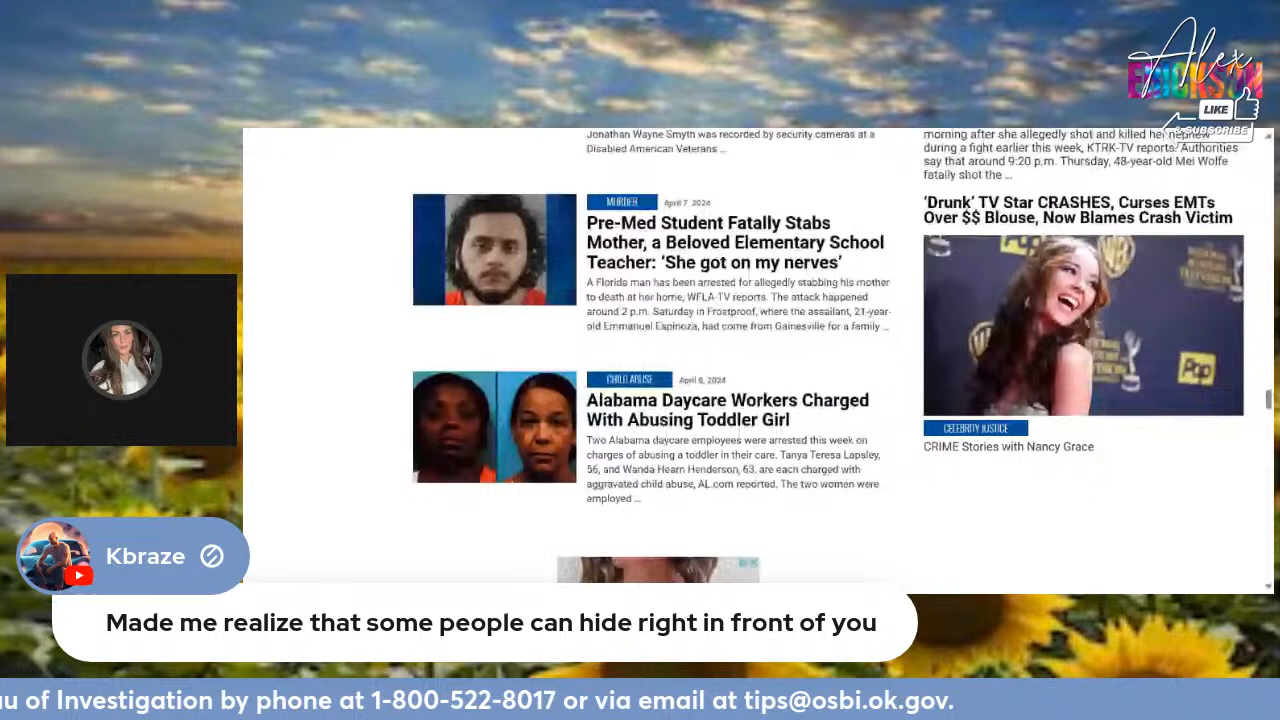 Alex
ERICKSON
LIKE
& SUBSCRIBE
Jonathan Wayne Smyth was recorded by security cameras at a
Disabled American Veterans ...
MURDER April 7, 2024
Pre-Med Student Fatally Stabs
Mother, a Beloved Elementary School
Teacher: ‘She got on my nerves’
A Florida man has been arrested for allegedly stabbing his mother
to death at her home, WFLA-TV reports. The attack happened
around 2 p.m. Saturday in Frostproof, where the assailant, 21-year-
old Emmanuel Espinoza, had come from Gainesville for a family ...
CHILD ABUSE April 6, 2024
Alabama Daycare Workers Charged
With Abusing Toddler Girl
Two Alabama daycare employees were arrested this week on
charges of abusing a toddler in their care. Tanya Teresa Lapsley,
56, and Wanda Hearn Henderson, 63, are each charged with
aggravated child abuse, AL.com reported. The two women were
employed ...
morning after she allegedly shot and killed her nephew
during a fight earlier this week, KTRK-TV reports. Authorities
say that around 9:20 p.m. Thursday, 48-year-old Mei Wolfe
fatally shot the ...
‘Drunk’ TV Star CRASHES, Curses EMTs
Over $$ Blouse, Now Blames Crash Victim
Pop
CELEBRITY JUSTICE
CRIME Stories with Nancy Grace
Kbraze
Made me realize that some people can hide right in front of you
au of Investigation by phone at 1-800-522-8017 or via email at tips@osbi.ok.gov.